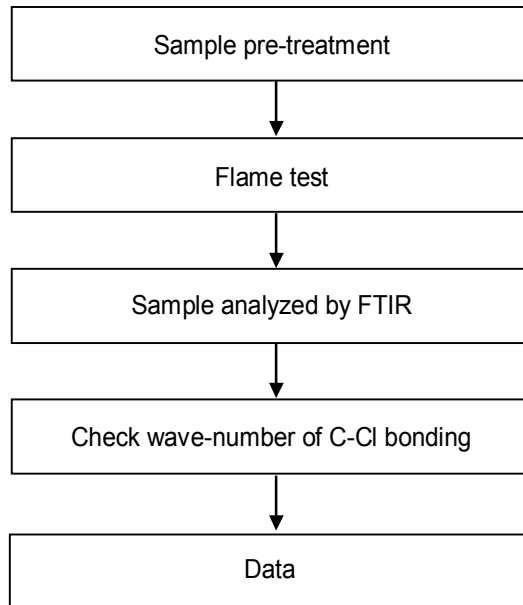 Sample pre-treatment
Flame test
Sample analyzed by FTIR
Check wave-number of C-Cl bonding
Data